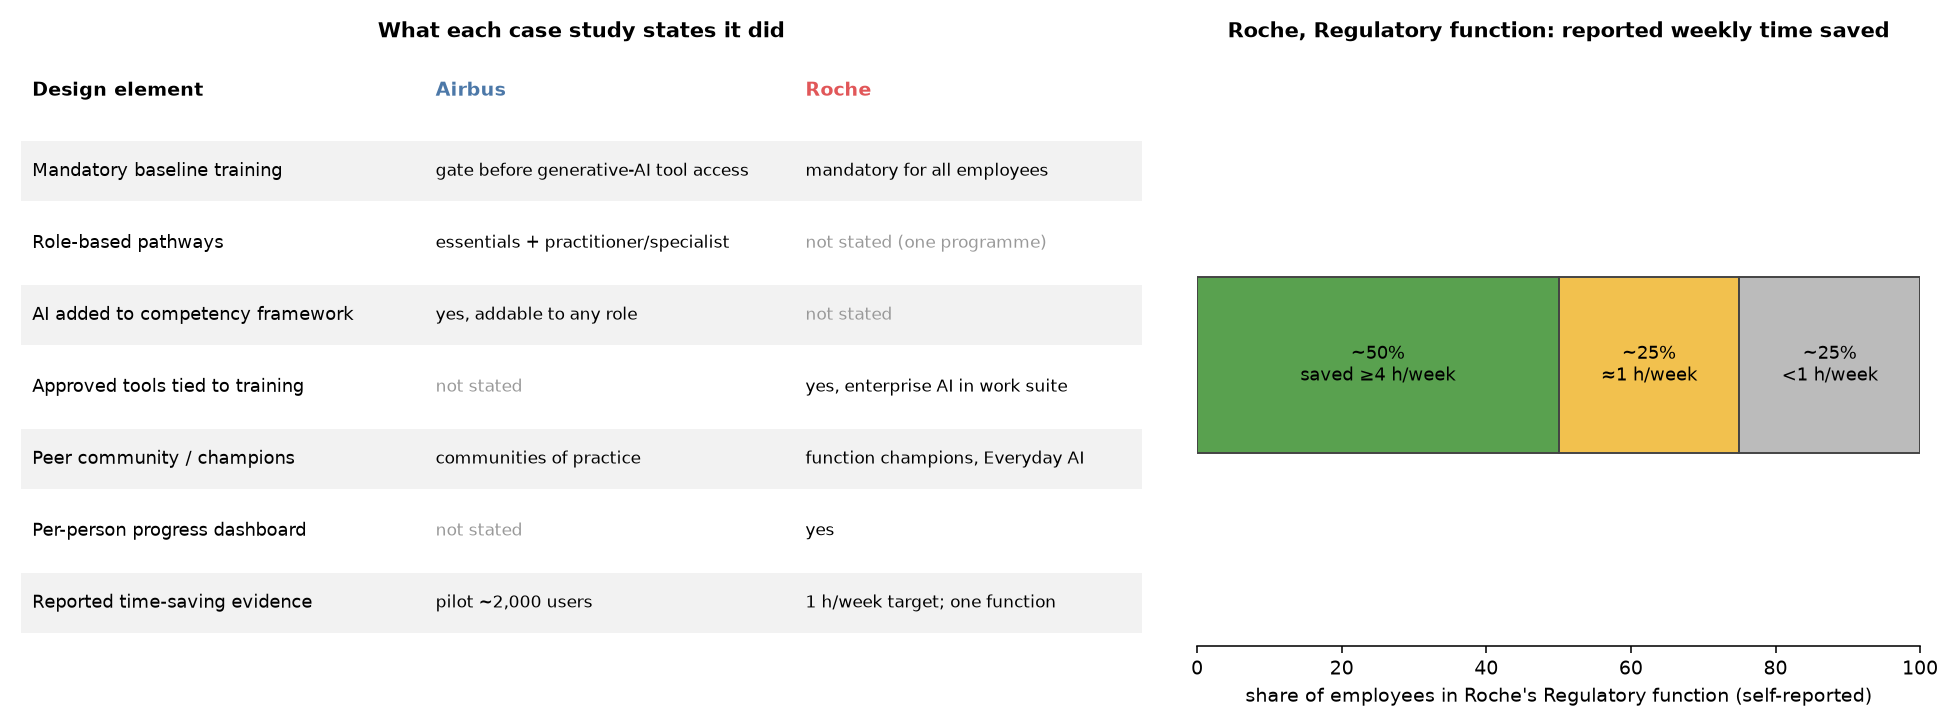 What each case study states it did
Design element Airbus Roche
Mandatory baseline training gate before generative-AI tool access mandatory for all employees
Role-based pathways essentials + practitioner/specialist not stated (one programme)
AI added to competency framework yes, addable to any role not stated
Approved tools tied to training not stated yes, enterprise AI in work suite
Peer community / champions communities of practice function champions, Everyday AI
Per-person progress dashboard not stated yes
Reported time-saving evidence pilot ~2,000 users 1 h/week target; one function
Roche, Regulatory function: reported weekly time saved
~50%
saved ≥4 h/week
~25%
≈1 h/week
~25%
<1 h/week
0 20 40 60 80 100
share of employees in Roche's Regulatory function (self-reported)